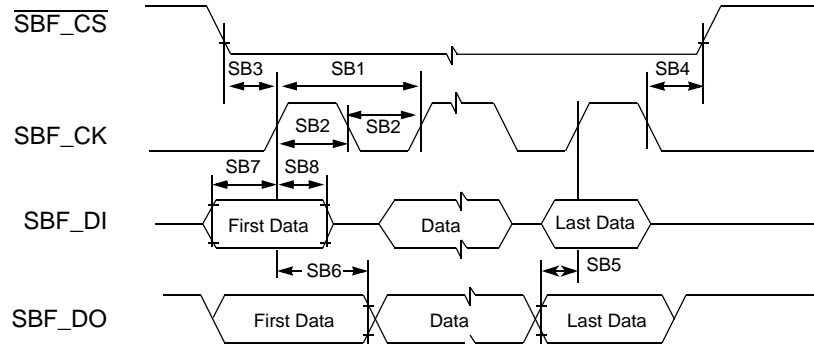 SBF_CS
SB3
SB1
SB4
SBF_CK
SB2
SB2
SB7
SB8
SBF_DI
First Data
Data
Last Data
SB6
SB5
SBF_DO
First Data
Data
Last Data